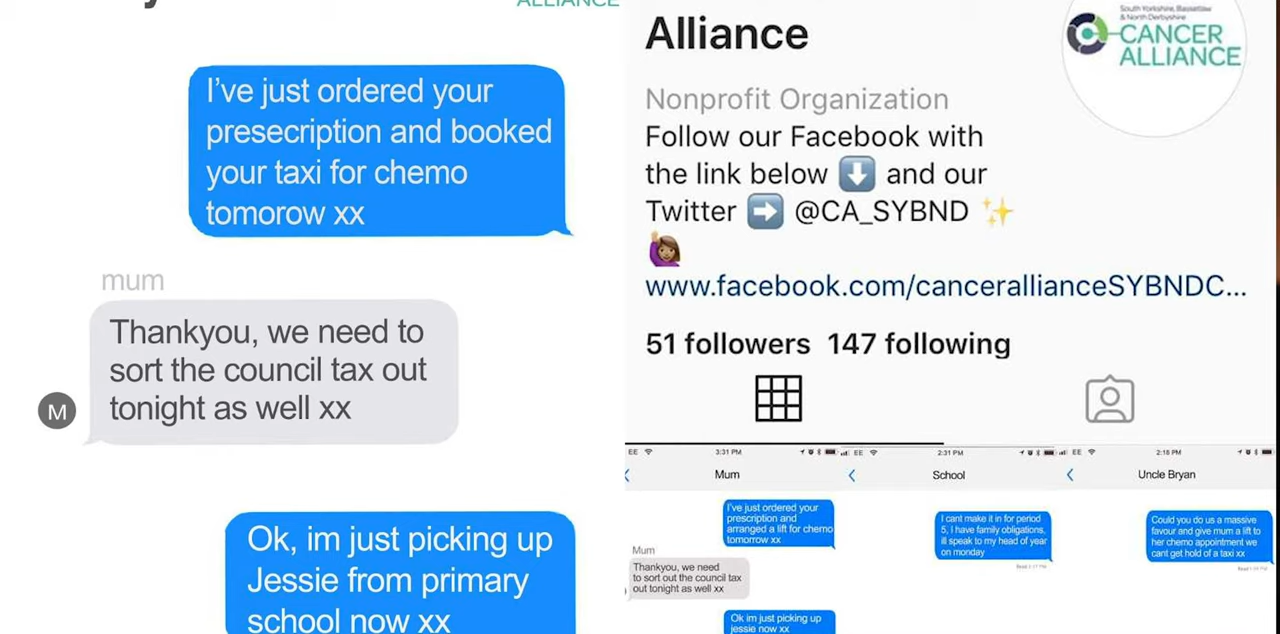 ALLIANCE
I've just ordered your
presecription and booked
your taxi for chemo
tomorow xx
mum
Thankyou, we need to
sort the council tax out
tonight as well xx
M
Ok, im just picking up
Jessie from primary
school now xx
Alliance
South Yorkshire, Bassetlaw
& North Derbyshire
CANCER
ALLIANCE
Nonprofit Organization
Follow our Facebook with
the link below ⬇️ and our
Twitter ➡️ @CA_SYBND ✨
🙋🏽‍♀️
www.facebook.com/cancerallianceSYBNDC...
51 followers 147 following
EE 3:31 PM
Mum
I've just ordered your
prescription and
arranged a lift for chemo
tomorrow xx
Mum
Thankyou, we need
to sort out the council tax
out tonight as well xx
Ok im just picking up
jessie now xx
EE 2:31 PM
School
I cant make it in for period
5, I have family obligations,
ill speak to my head of year
on monday
EE 2:18 PM
Uncle Bryan
Could you do us a massive
favour and give mum a lift to
her chemo appointment we
cant get hold of a taxi xx